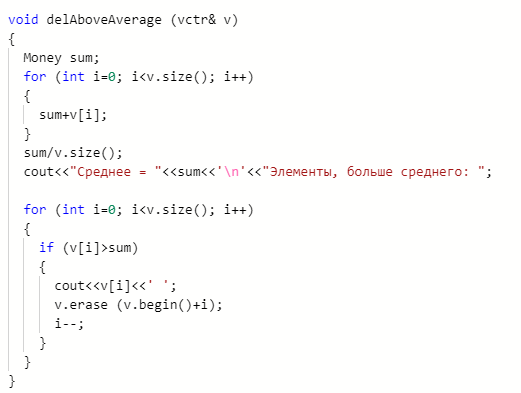 void delAboveAverage (vctr& v)
{
  Money sum;
  for (int i=0; i<v.size(); i++)
  {
    sum+v[i];
  }
  sum/v.size();
  cout<<"Среднее = "<<sum<<'\n'<<"Элементы, больше среднего: ";

  for (int i=0; i<v.size(); i++)
  {
    if (v[i]>sum)
    {
      cout<<v[i]<<' ';
      v.erase (v.begin()+i);
      i--;
    }
  }
}